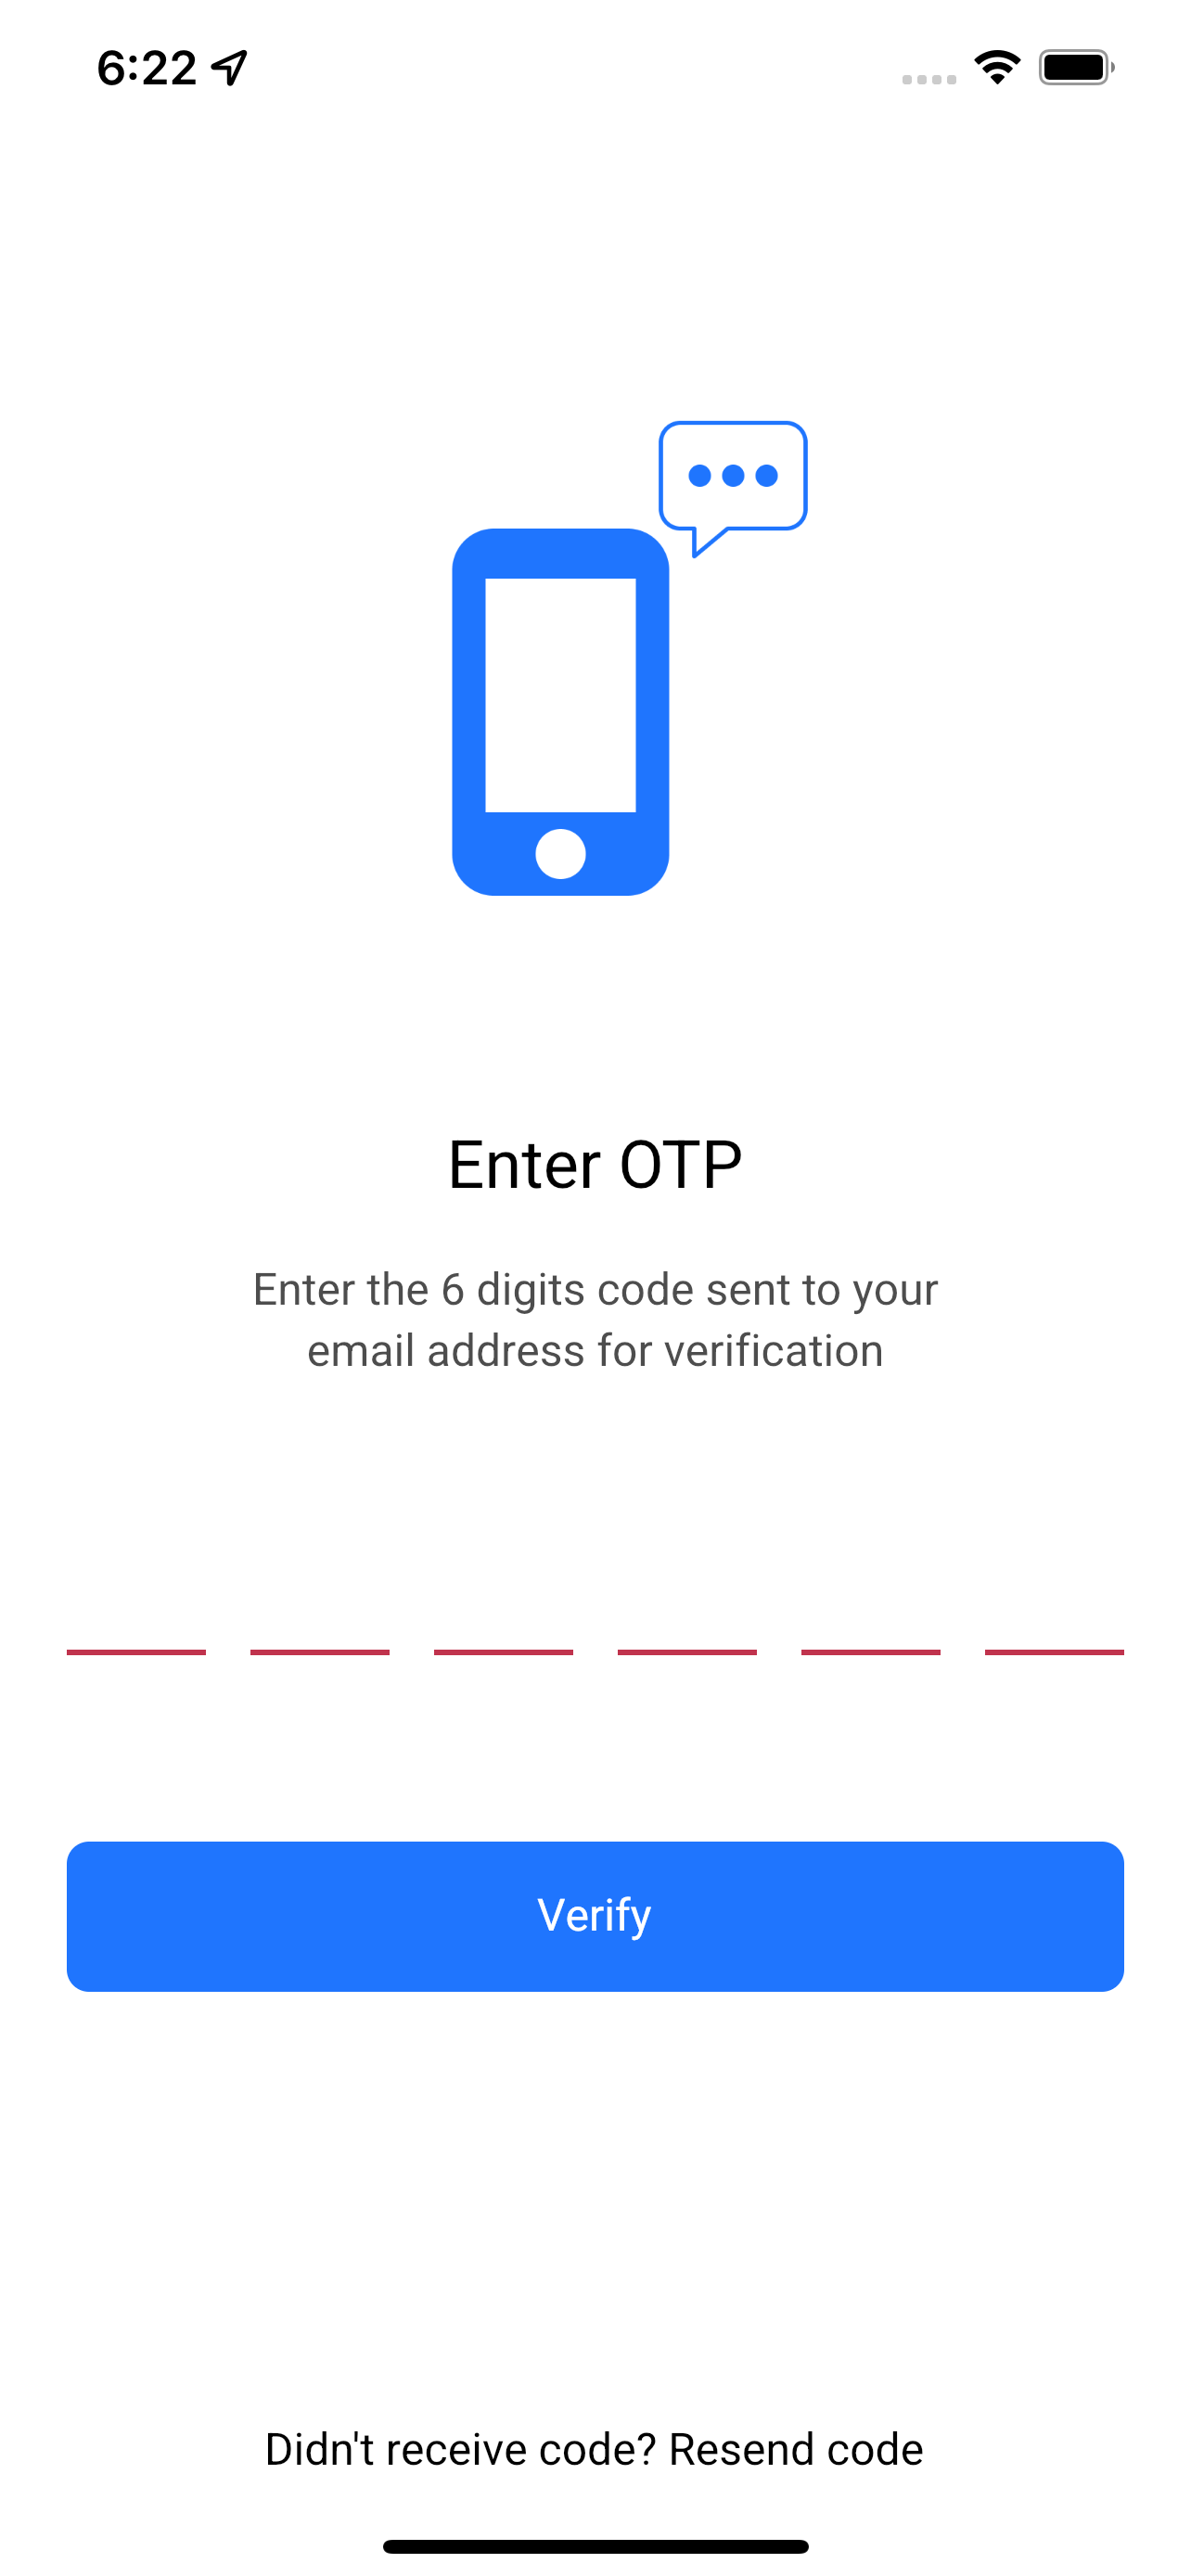 6:22
Enter OTP
Enter the 6 digits code sent to your
email address for verification
Verify
Didn't receive code? Resend code